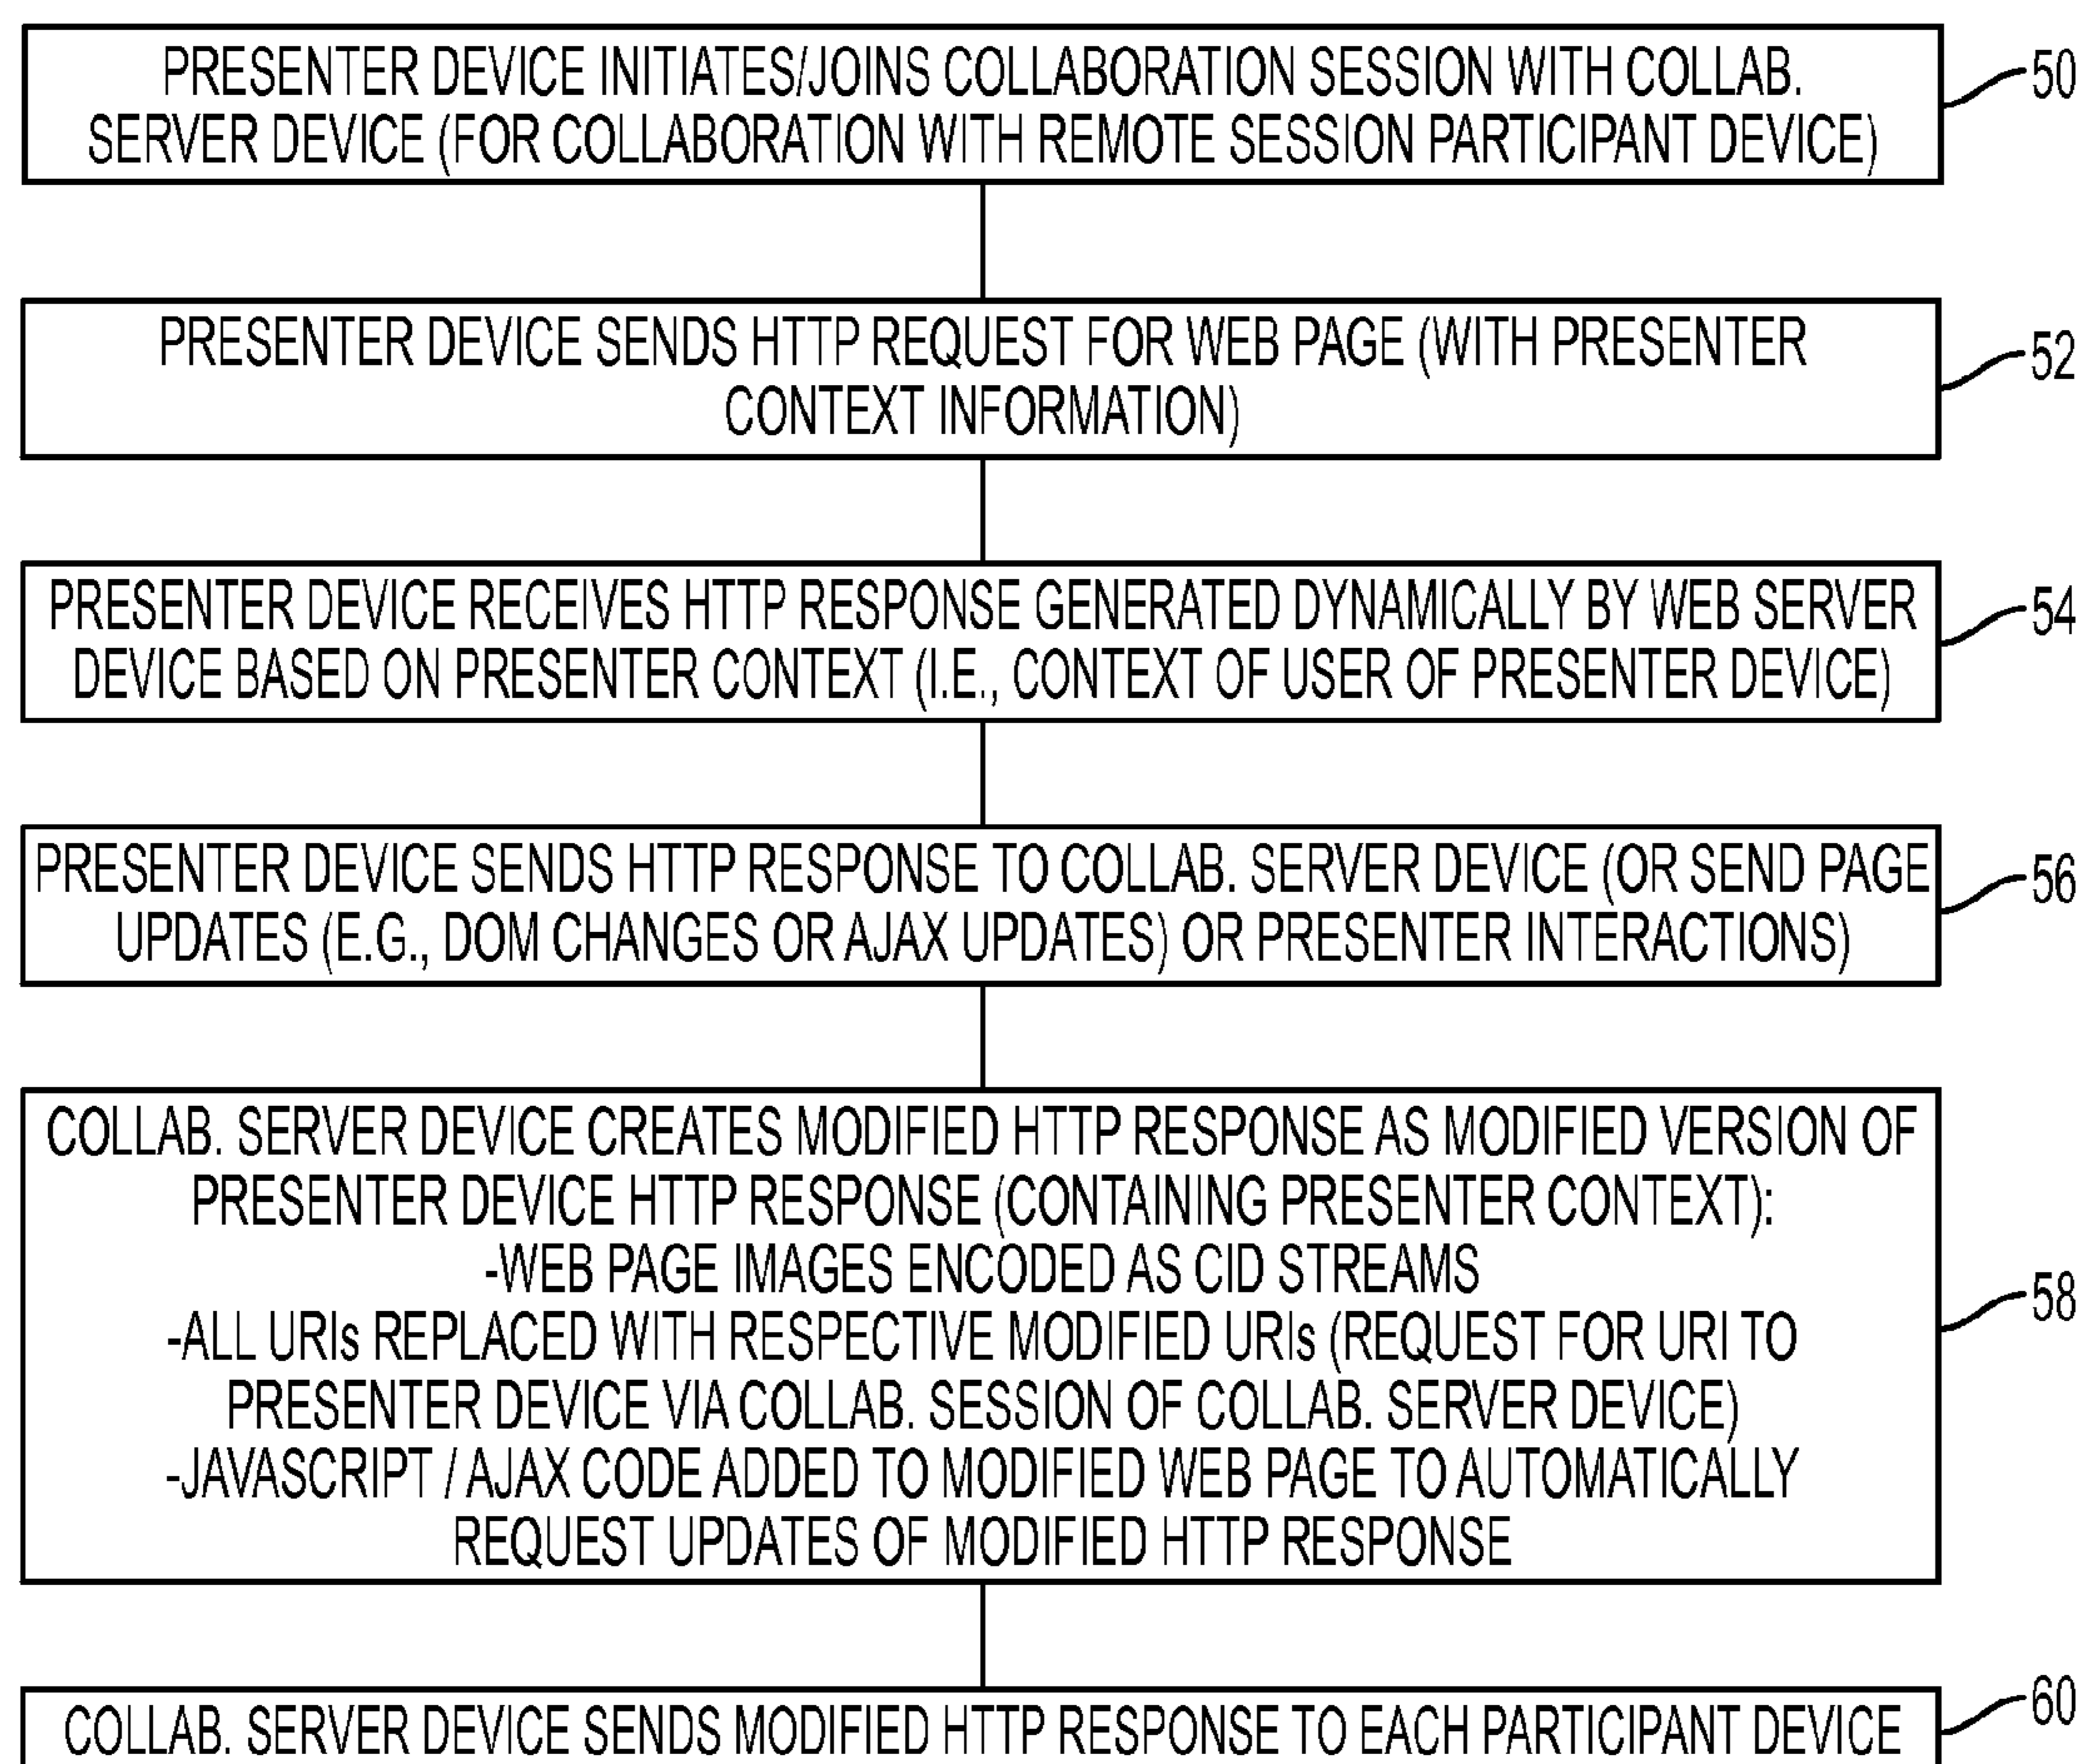 PRESENTER DEVICE INITIATES/JOINS COLLABORATION SESSION WITH COLLAB.
SERVER DEVICE (FOR COLLABORATION WITH REMOTE SESSION PARTICIPANT DEVICE)
50
PRESENTER DEVICE SENDS HTTP REQUEST FOR WEB PAGE (WITH PRESENTER
CONTEXT INFORMATION)
52
PRESENTER DEVICE RECEIVES HTTP RESPONSE GENERATED DYNAMICALLY BY WEB SERVER
DEVICE BASED ON PRESENTER CONTEXT (I.E., CONTEXT OF USER OF PRESENTER DEVICE)
54
PRESENTER DEVICE SENDS HTTP RESPONSE TO COLLAB. SERVER DEVICE (OR SEND PAGE
UPDATES (E.G., DOM CHANGES OR AJAX UPDATES) OR PRESENTER INTERACTIONS)
56
COLLAB. SERVER DEVICE CREATES MODIFIED HTTP RESPONSE AS MODIFIED VERSION OF
PRESENTER DEVICE HTTP RESPONSE (CONTAINING PRESENTER CONTEXT):
-WEB PAGE IMAGES ENCODED AS CID STREAMS
-ALL URIs REPLACED WITH RESPECTIVE MODIFIED URIs (REQUEST FOR URI TO
PRESENTER DEVICE VIA COLLAB. SESSION OF COLLAB. SERVER DEVICE)
-JAVASCRIPT / AJAX CODE ADDED TO MODIFIED WEB PAGE TO AUTOMATICALLY
REQUEST UPDATES OF MODIFIED HTTP RESPONSE
58
COLLAB. SERVER DEVICE SENDS MODIFIED HTTP RESPONSE TO EACH PARTICIPANT DEVICE
60